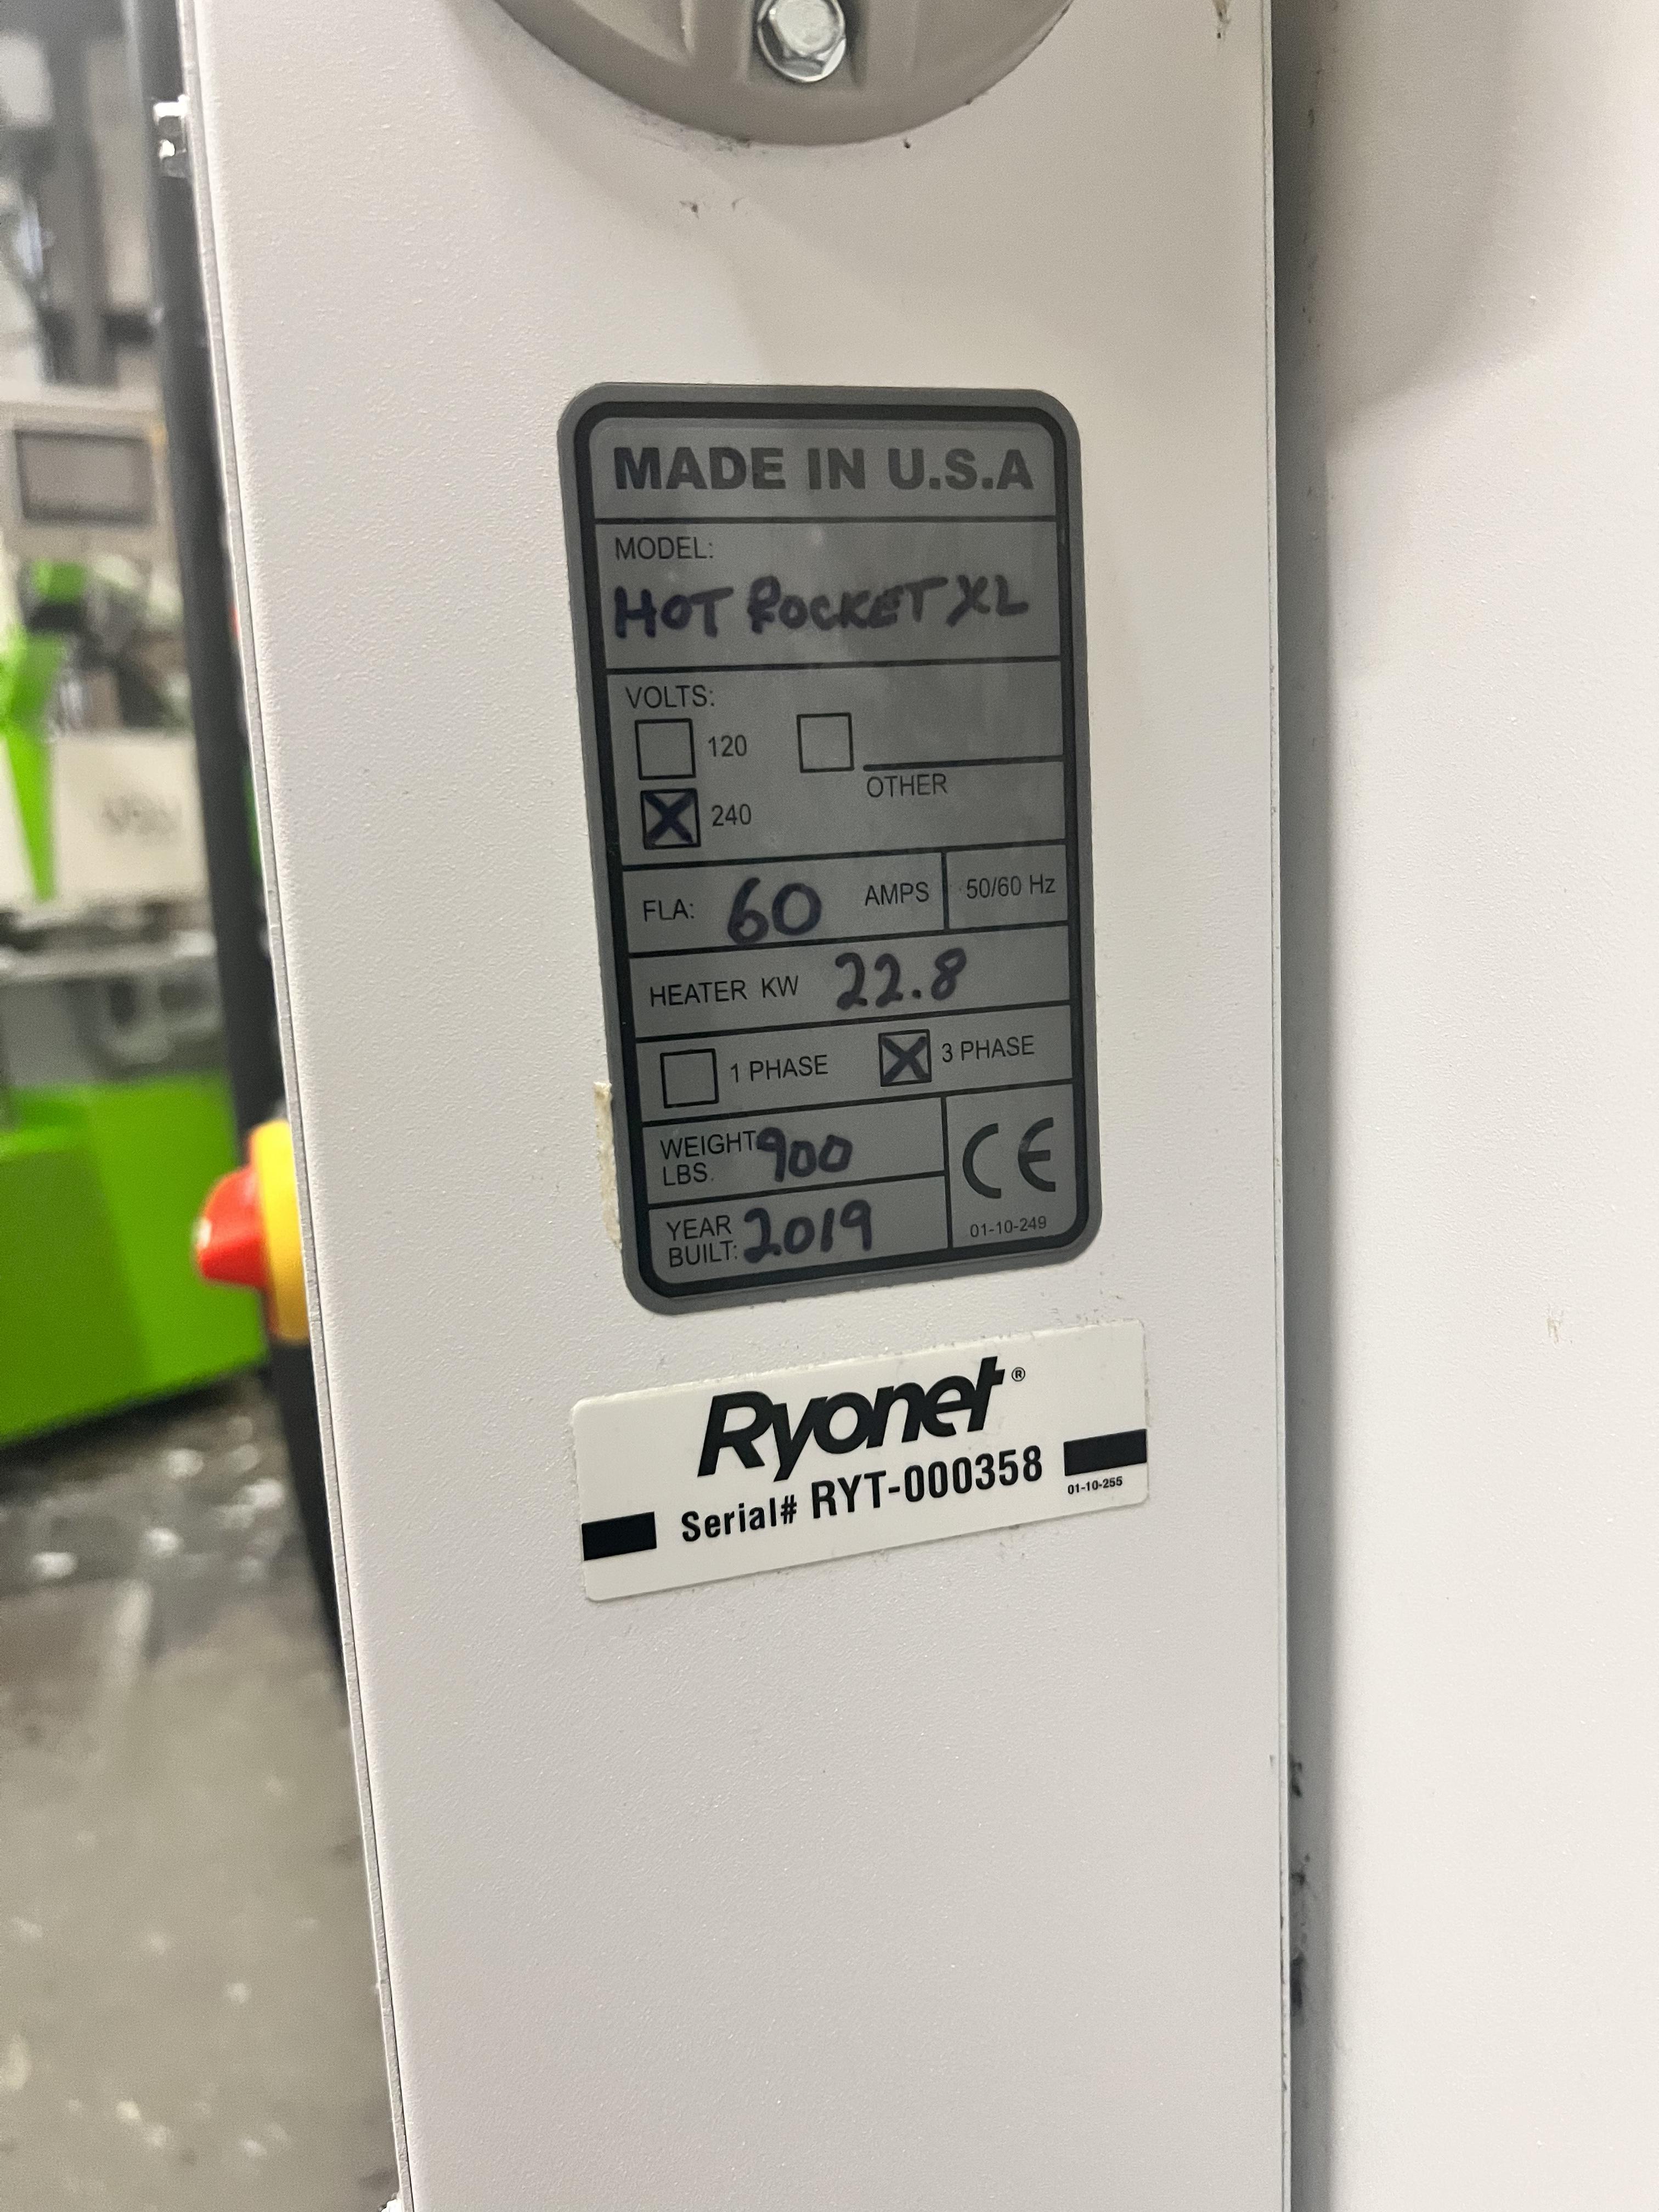 MADE IN U.S.A
MODEL:
HOT ROCKET XL
VOLTS:
120
OTHER
240
FLA: 60 AMPS 50/60 Hz
HEATER KW 22.8
1 PHASE 3 PHASE
WEIGHT 900
LBS.
CE
YEAR 2019
BUILT:
01-10-249
Ryonet®
Serial# RYT-000358
01-10-255